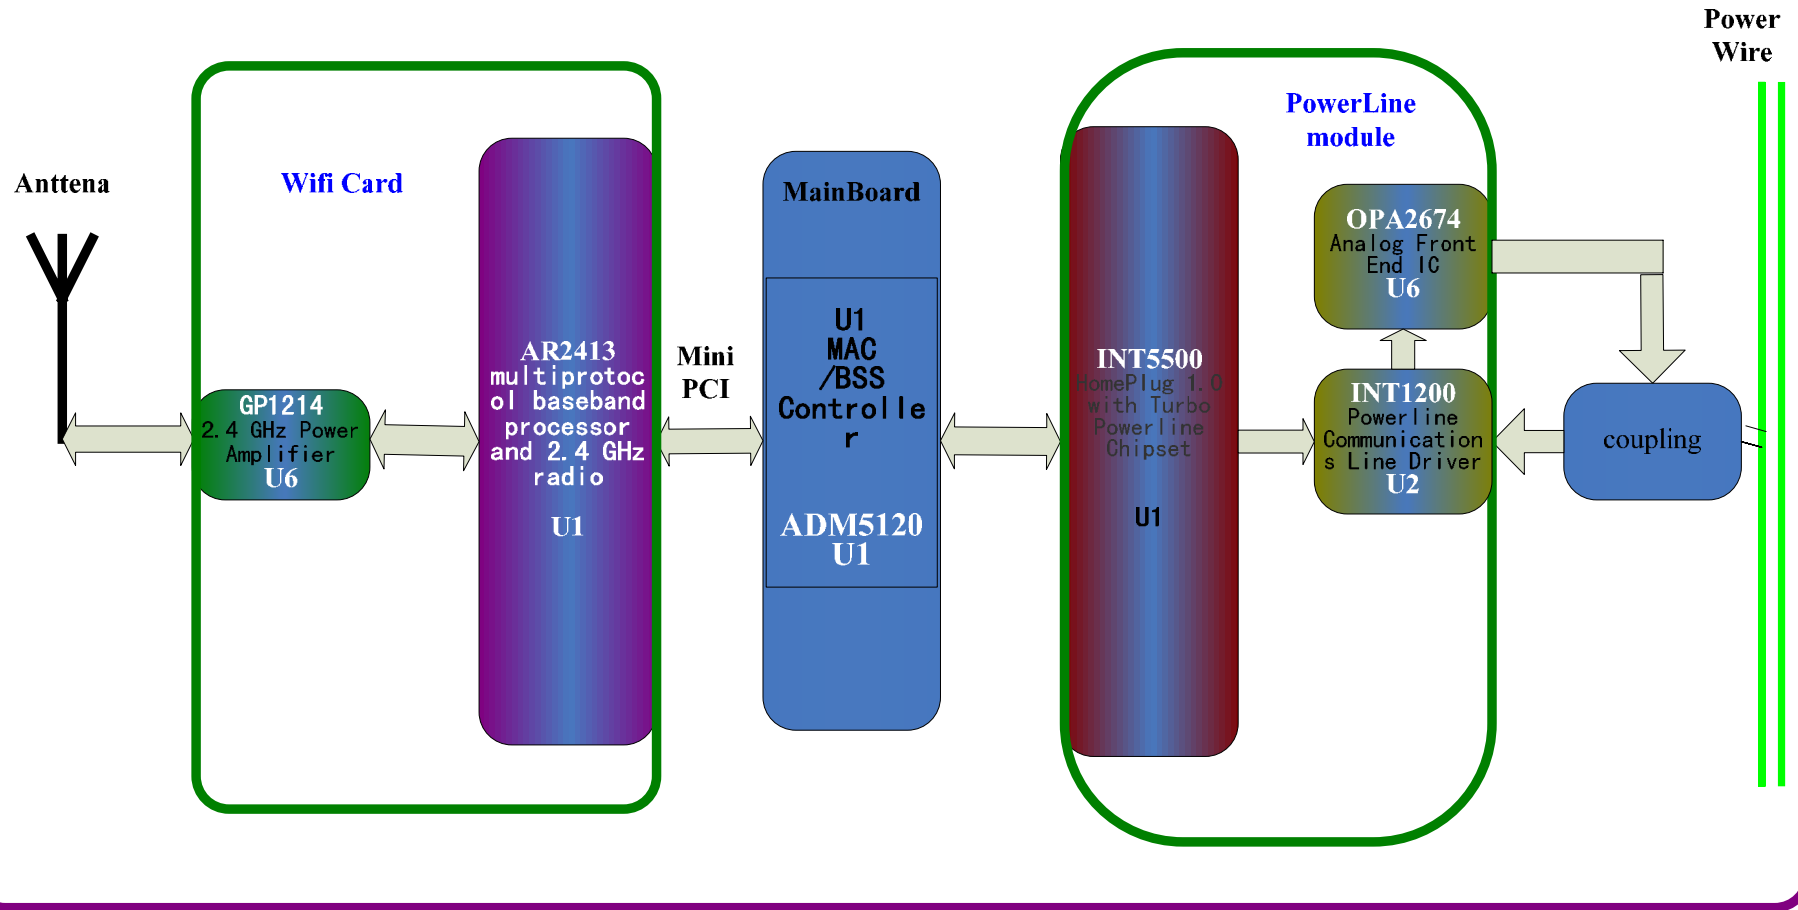 Power
Wire
PowerLine
module
Anttena
Wifi Card
MainBoard
OPA2674
Analog Front
End IC
U6
U1
MAC
/BSS
Controlle
r
ADM5120
U1
AR2413
multiprotoc
ol baseband
processor
and 2.4 GHz
radio
U1
Mini
PCI
INT5500
HomePlug 1.0
with Turbo
Powerline
Chipset
U1
GP1214
2.4 GHz Power
Amplifier
U6
INT1200
Powerline
Communication
s Line Driver
U2
coupling